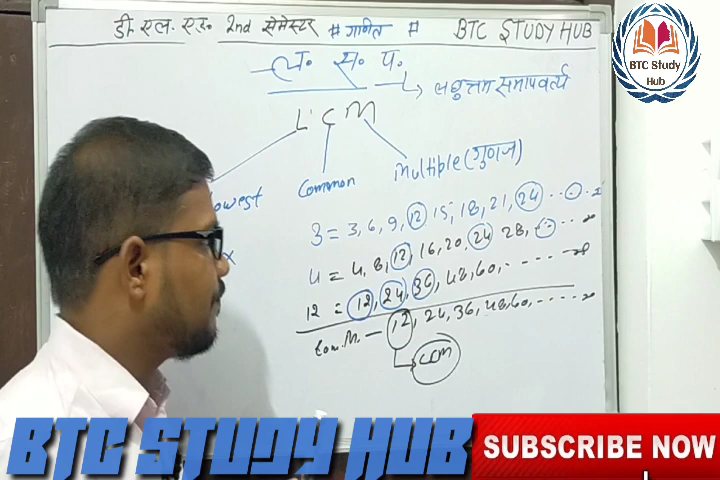 डी. एल. एड. 2nd सेमेस्टर # गणित # BTC STUDY HUB
BTC Study
Hub
ल. स. प.
लघुत्तम समापवर्त्य
L C M
owest Common Multiple (गुणज)
3 = 3, 6, 9, 12, 15, 18, 21, 24 ...
4 = 4, 8, 12, 16, 20, 24, 28, ...
x
12 = 12, 24, 36, 48, 60, .......
Com. M. – 12, 24, 36, 48, 60, .....
LCM
BTC STUDY HUB
SUBSCRIBE NOW